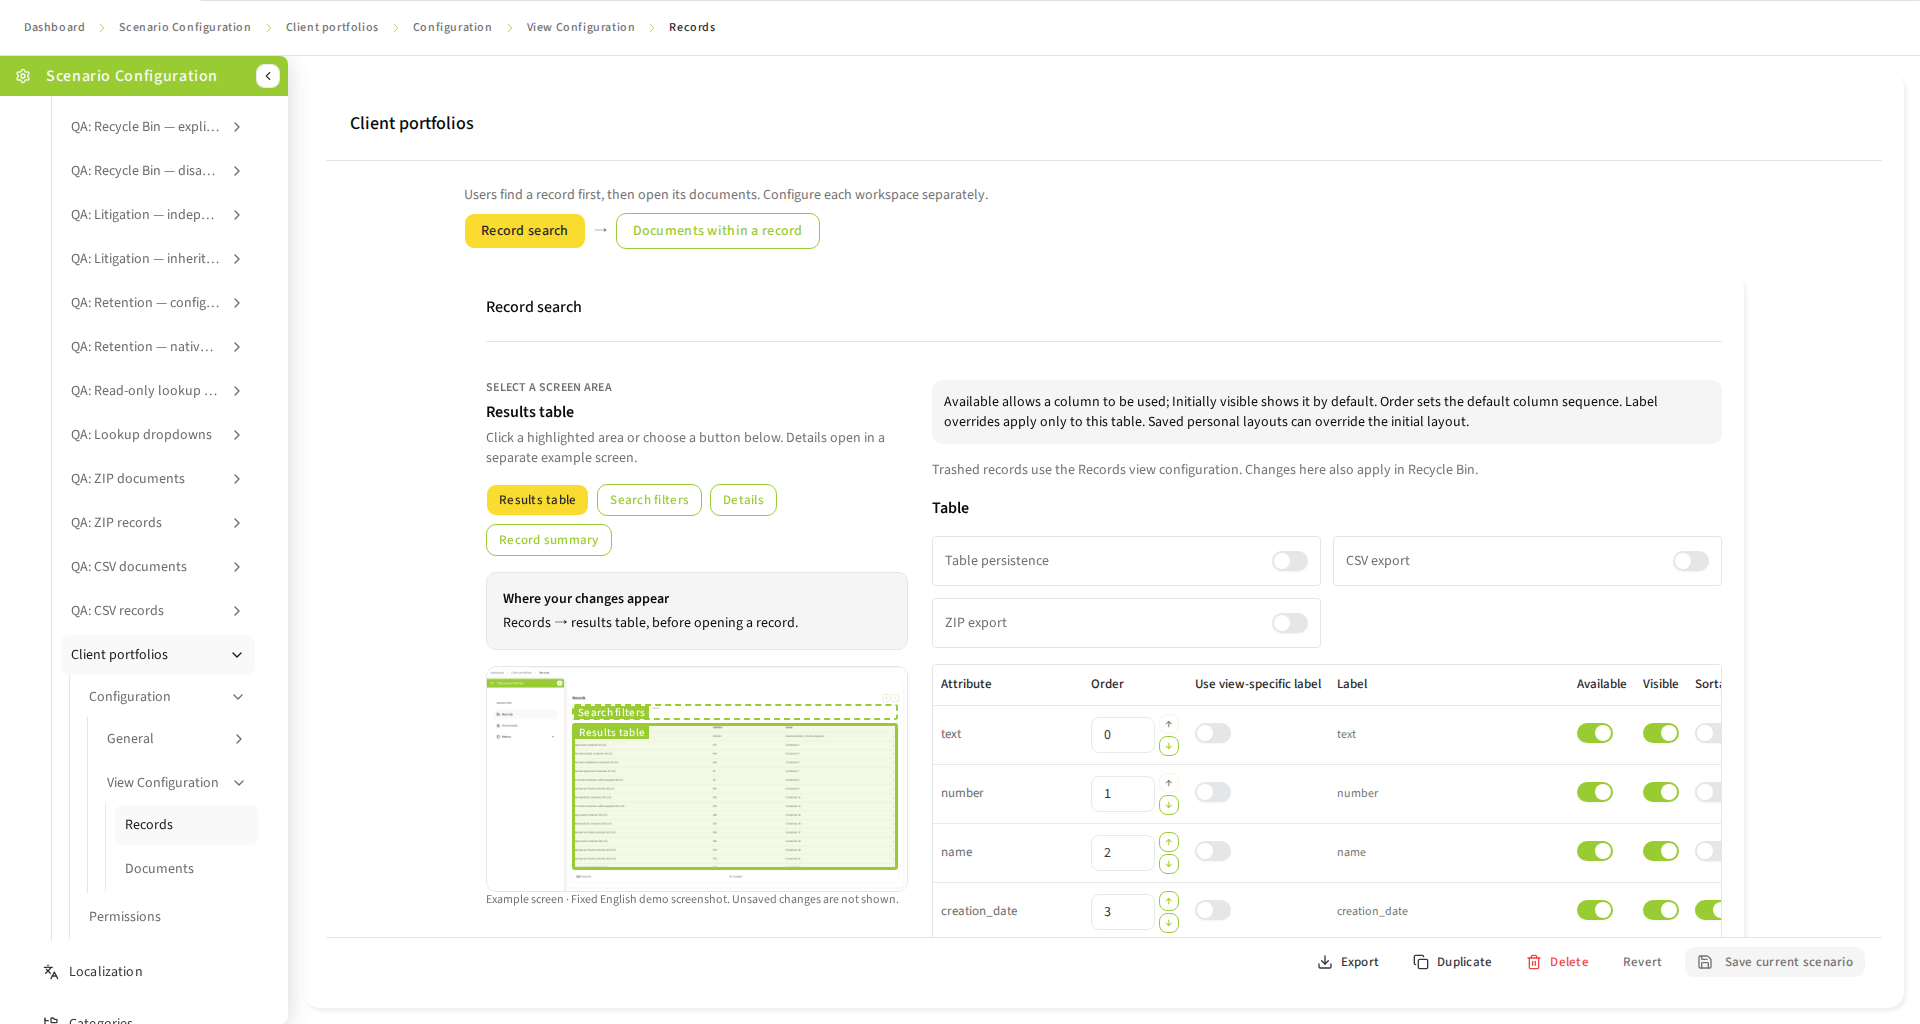 Dashboard > Scenario Configuration > Client portfolios > Configuration > View Configuration > Records
Scenario Configuration
QA: Recycle Bin — expli...
QA: Recycle Bin — disa...
QA: Litigation — indep...
QA: Litigation — inherit...
QA: Retention — config...
QA: Retention — nativ...
QA: Read-only lookup ...
QA: Lookup dropdowns
QA: ZIP documents
QA: ZIP records
QA: CSV documents
QA: CSV records
Client portfolios
Configuration
General
View Configuration
Records
Documents
Permissions
Localization
Categories
Client portfolios
Users find a record first, then open its documents. Configure each workspace separately.
Record search → Documents within a record
Record search
SELECT A SCREEN AREA
Results table
Click a highlighted area or choose a button below. Details open in a
separate example screen.
Results table Search filters Details
Record summary
Where your changes appear
Records → results table, before opening a record.
Records
Search filters
Results table
Example screen · Fixed English demo screenshot. Unsaved changes are not shown.
Available allows a column to be used; Initially visible shows it by default. Order sets the default column sequence. Label
overrides apply only to this table. Saved personal layouts can override the initial layout.
Trashed records use the Records view configuration. Changes here also apply in Recycle Bin.
Table
Table persistence CSV export
ZIP export
Attribute Order Use view-specific label Label Available Visible Sorta
text 0 text
number 1 number
name 2 name
creation_date 3 creation_date
Export Duplicate Delete Revert Save current scenario